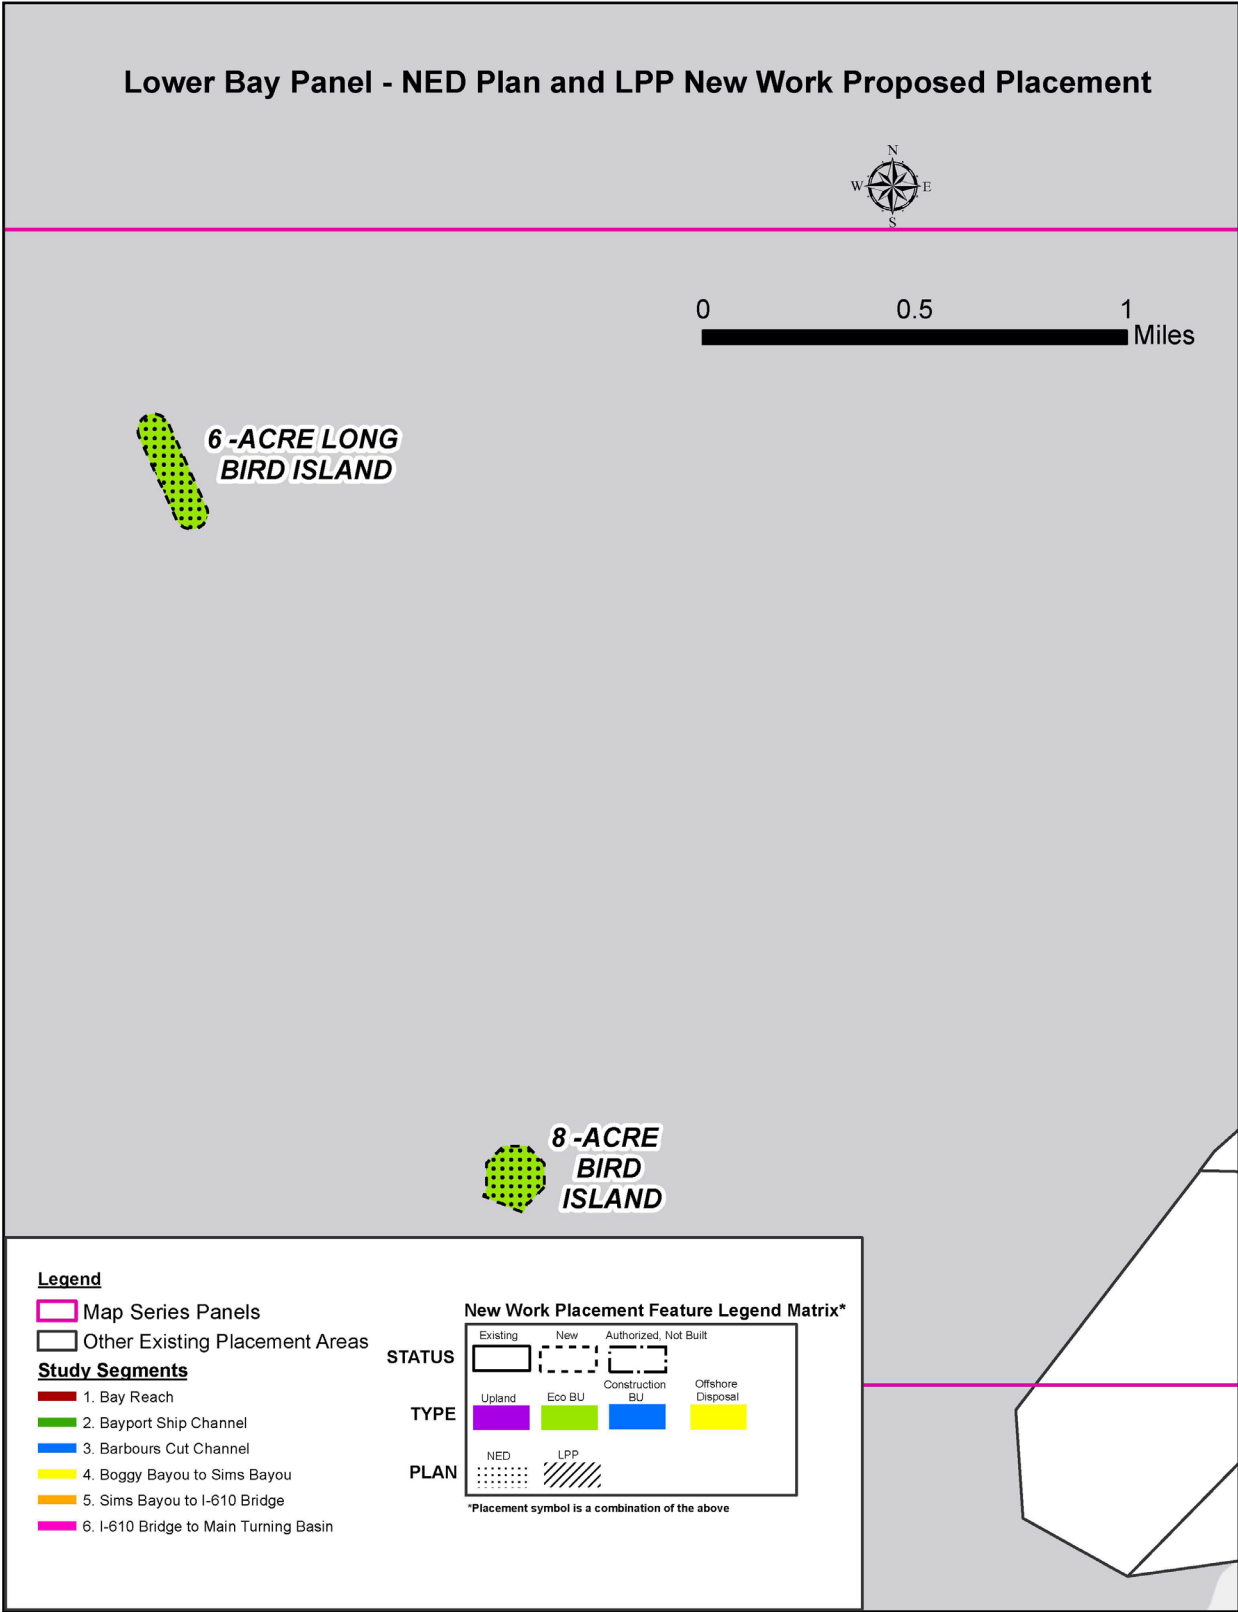 Lower Bay Panel - NED Plan and LPP New Work Proposed Placement
N
W E
S
0 0.5 1
Miles
6 -ACRE LONG
BIRD ISLAND
8 -ACRE
BIRD
ISLAND
Legend
Map Series Panels
Other Existing Placement Areas
Study Segments
1. Bay Reach
2. Bayport Ship Channel
3. Barbours Cut Channel
4. Boggy Bayou to Sims Bayou
5. Sims Bayou to I-610 Bridge
6. I-610 Bridge to Main Turning Basin
New Work Placement Feature Legend Matrix*
Existing New Authorized, Not Built
STATUS
Upland Eco BU Construction
BU Offshore
Disposal
TYPE
NED LPP
PLAN
*Placement symbol is a combination of the above